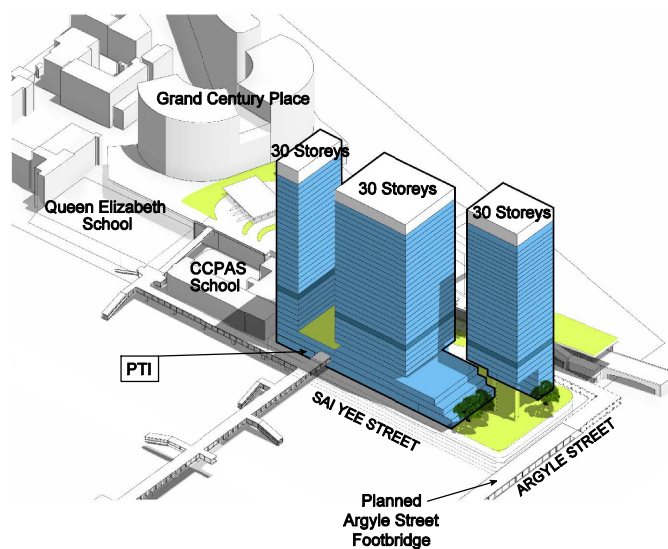 Grand Century Place
30 Storeys
30 Storeys
30 Storeys
Queen Elizabeth
School
CCPAS
School
PTI
SAI YEE STREET
ARGYLE STREET
Planned
Argyle Street
Footbridge